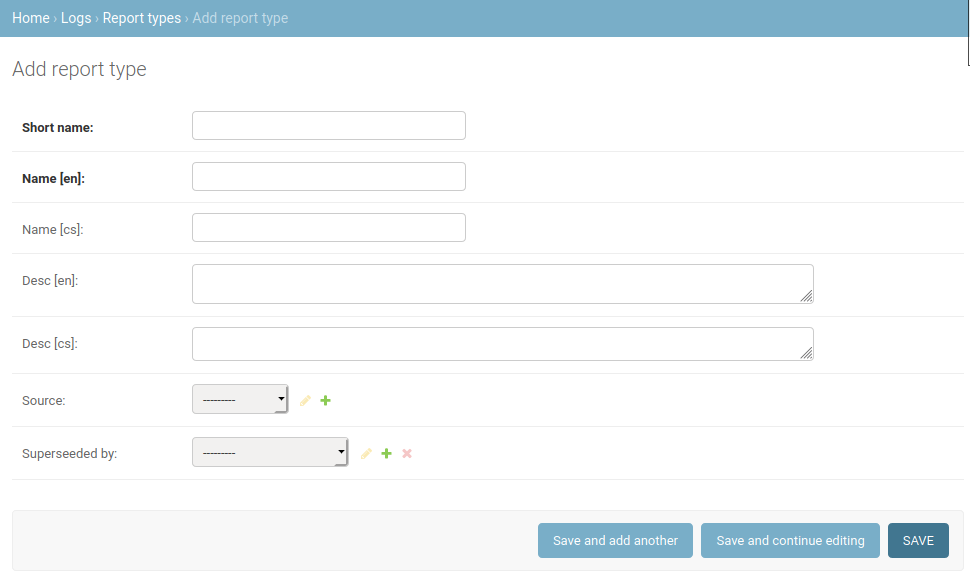 Home › Logs › Report types › Add report type
Add report type
Short name:
Name [en]:
Name [cs]:
Desc [en]:
Desc [cs]:
Source: ---------
Superseeded by: ---------
Save and add another Save and continue editing SAVE